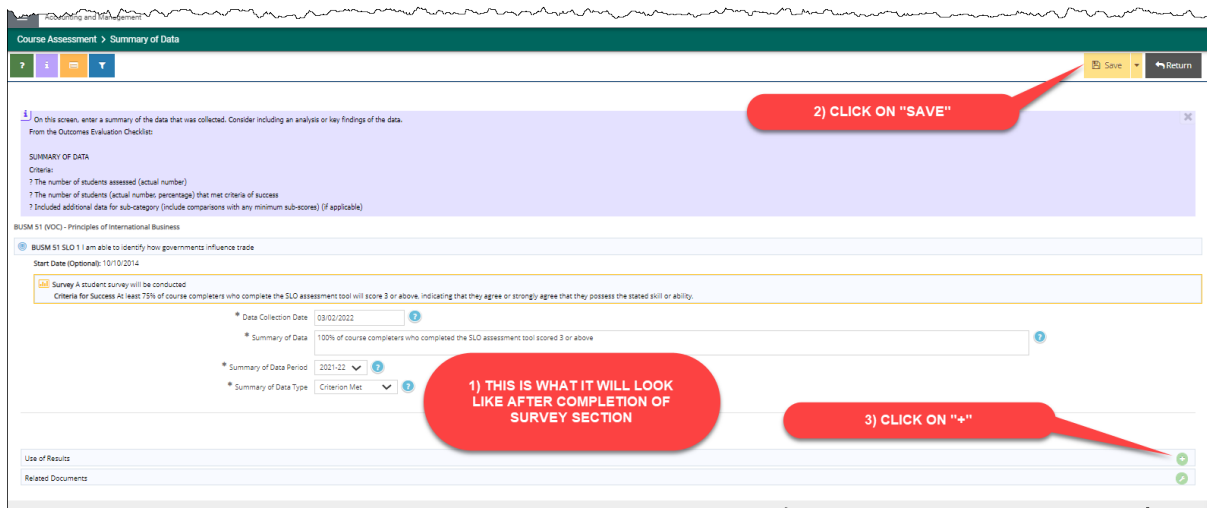 Accounting and Management
Course Assessment > Summary of Data
? i
Save
Return
2) CLICK ON "SAVE"
i On this screen, enter a summary of the data that was collected. Consider including an analysis or key findings of the data.
From the Outcomes Evaluation Checklist:
SUMMARY OF DATA
Criteria:
? The number of students assessed (actual number)
? The number of students (actual number, percentage) that met criteria of success
? Included additional data for sub-category (include comparisons with any minimum sub-scores) (if applicable)
BUSM 51 (VOC) - Principles of International Business
BUSM 51 SLO 1 I am able to identify how governments influence trade
Start Date (Optional): 10/10/2014
Survey A student survey will be conducted
Criteria for Success At least 75% of course completers who complete the SLO assessment tool will score 3 or above, indicating that they agree or strongly agree that they possess the stated skill or ability.
* Data Collection Date 03/02/2022 ?
* Summary of Data 100% of course completers who completed the SLO assessment tool scored 3 or above ?
* Summary of Data Period 2021-22 ?
* Summary of Data Type Criterion Met ?
1) THIS IS WHAT IT WILL LOOK
LIKE AFTER COMPLETION OF
SURVEY SECTION
3) CLICK ON "+"
Use of Results
Related Documents